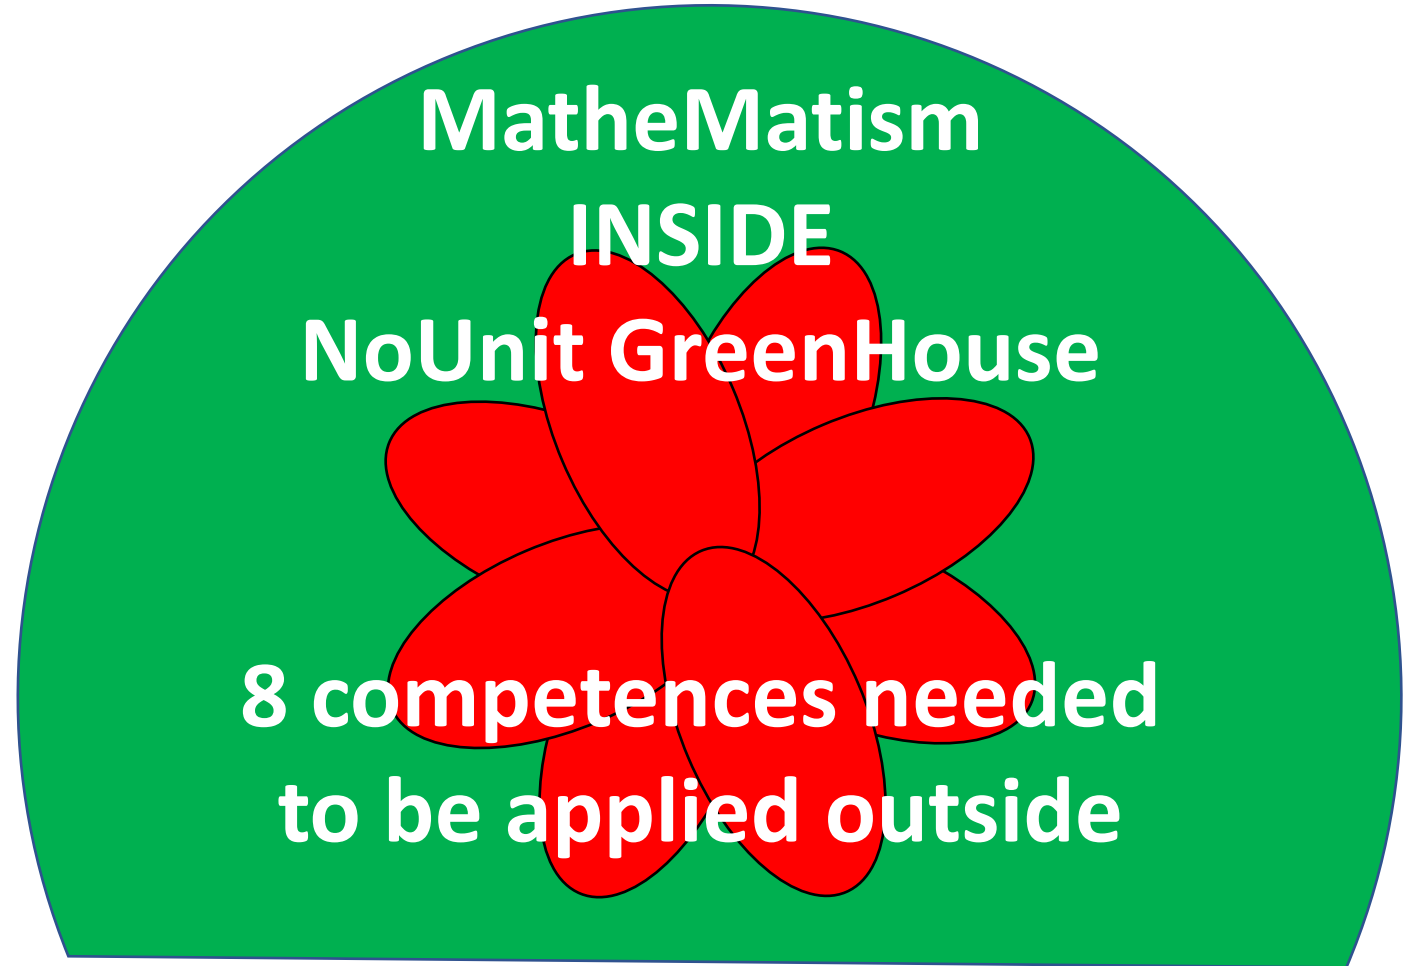 MatheMatism
INSIDE
NoUnit GreenHouse
8 competences needed
to be applied outside